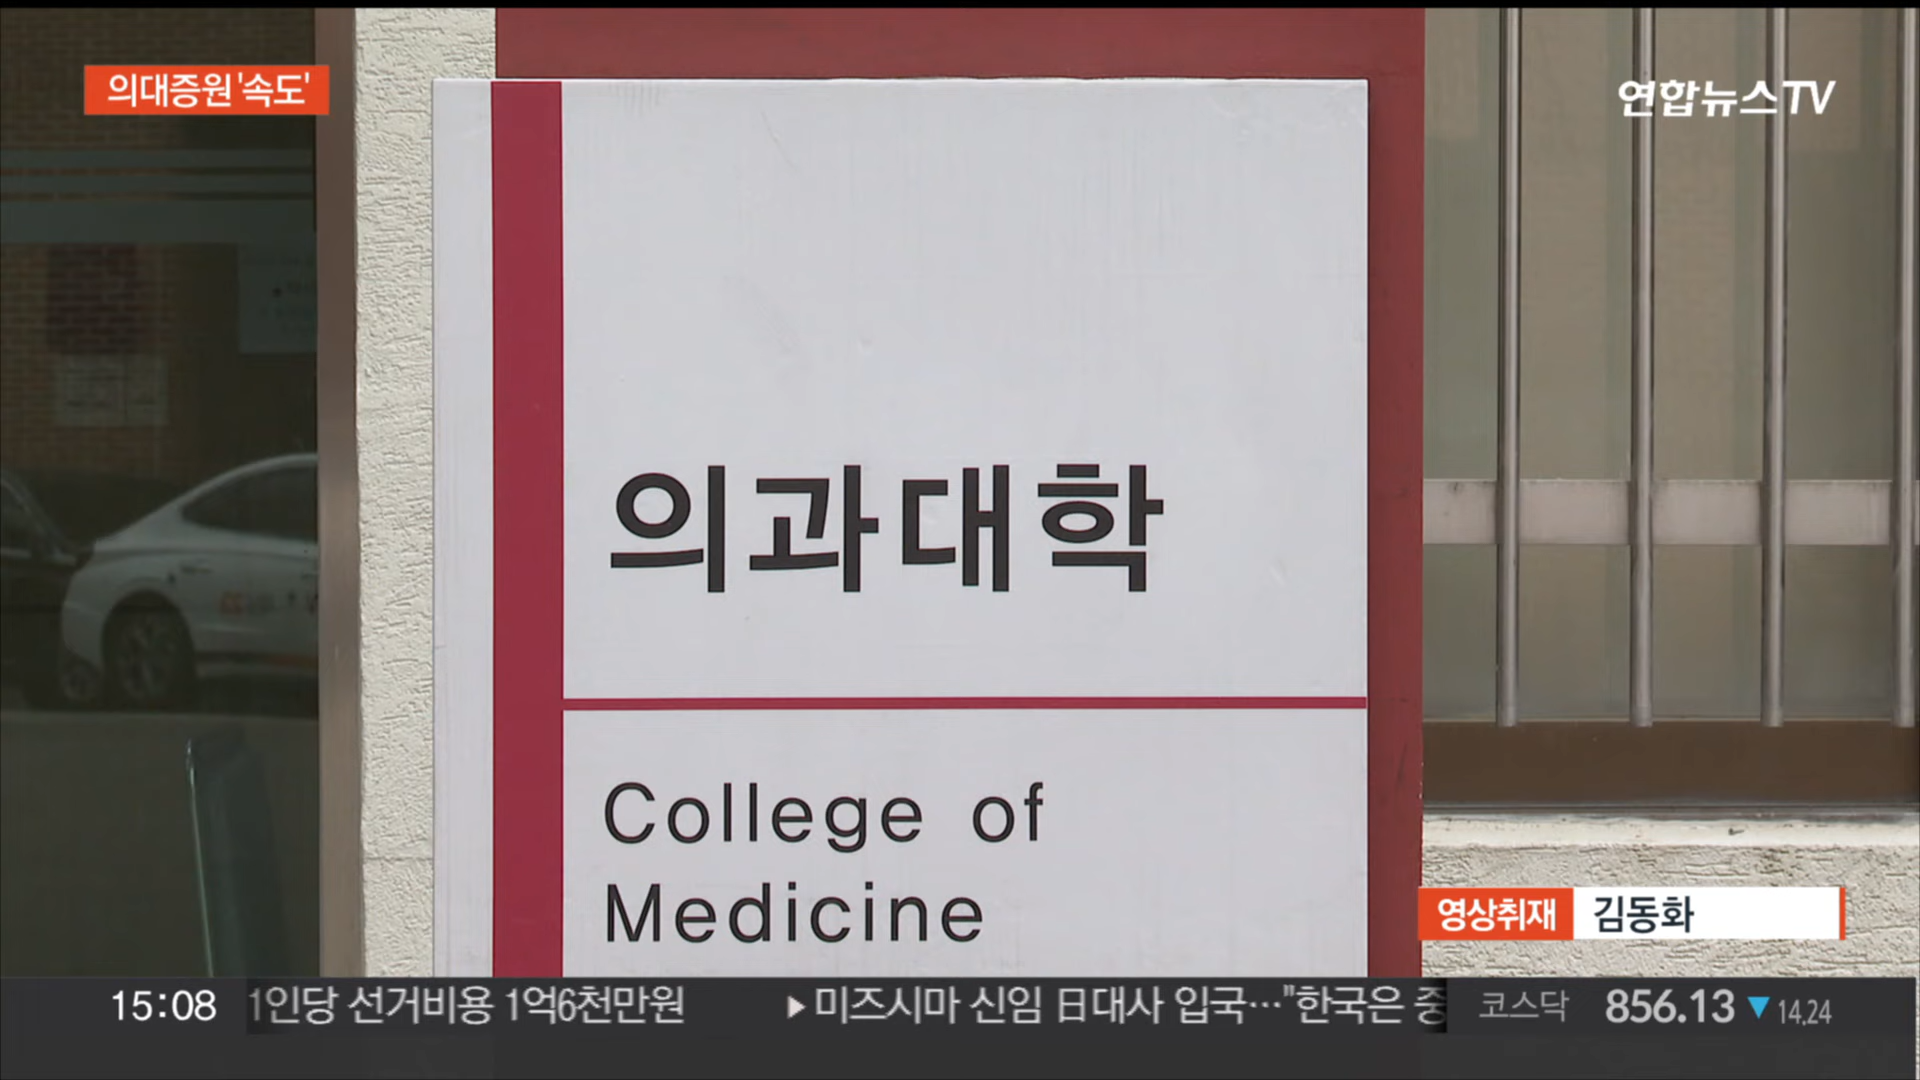 의대증원 '속도'
연합뉴스TV
의과대학
College of
Medicine
영상취재 김동화
15:08 1인당 선거비용 1억6천만원 ▶미즈시마 신임 日대사 입국…"한국은 중 코스닥 856.13 ▼ 14.24